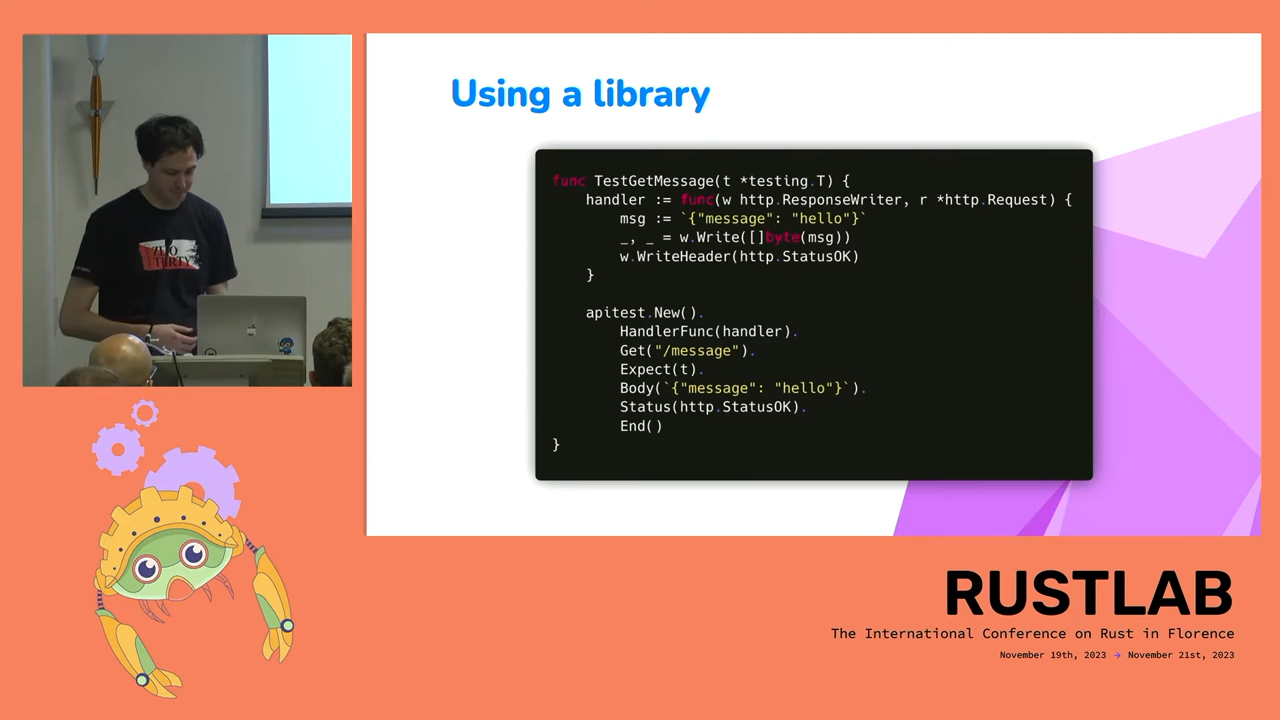 Using a library
func TestGetMessage(t *testing.T) {
    handler := func(w http.ResponseWriter, r *http.Request) {
        msg := `{"message": "hello"}`
        _, _ = w.Write([]byte(msg))
        w.WriteHeader(http.StatusOK)
    }
    apitest.New().
        HandlerFunc(handler).
        Get("/message").
        Expect(t).
        Body(`{"message": "hello"}`).
        Status(http.StatusOK).
        End()
}
RUSTLAB
The International Conference on Rust in Florence
November 19th, 2023 → November 21st, 2023